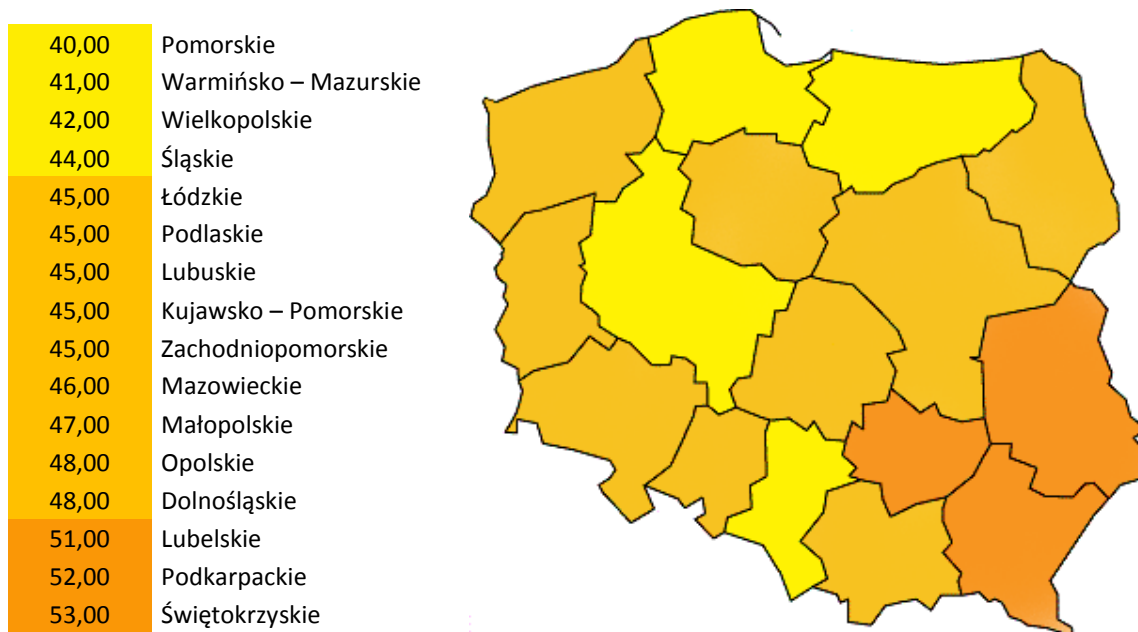 40,00 Pomorskie
41,00 Warmińsko – Mazurskie
42,00 Wielkopolskie
44,00 Śląskie
45,00 Łódzkie
45,00 Podlaskie
45,00 Lubuskie
45,00 Kujawsko – Pomorskie
45,00 Zachodniopomorskie
46,00 Mazowieckie
47,00 Małopolskie
48,00 Opolskie
48,00 Dolnośląskie
51,00 Lubelskie
52,00 Podkarpackie
53,00 Świętokrzyskie